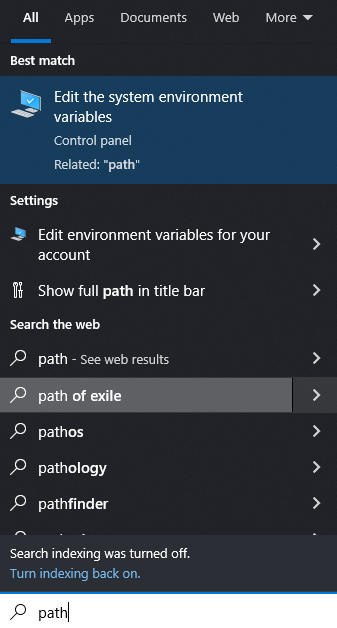 All Apps Documents Web More
Best match
Edit the system environment
variables
Control panel
Related: "path"
Settings
Edit environment variables for your
account
Show full path in title bar
Search the web
path - See web results
path of exile
pathos
pathology
pathfinder
Search indexing was turned off.
Turn indexing back on.
path